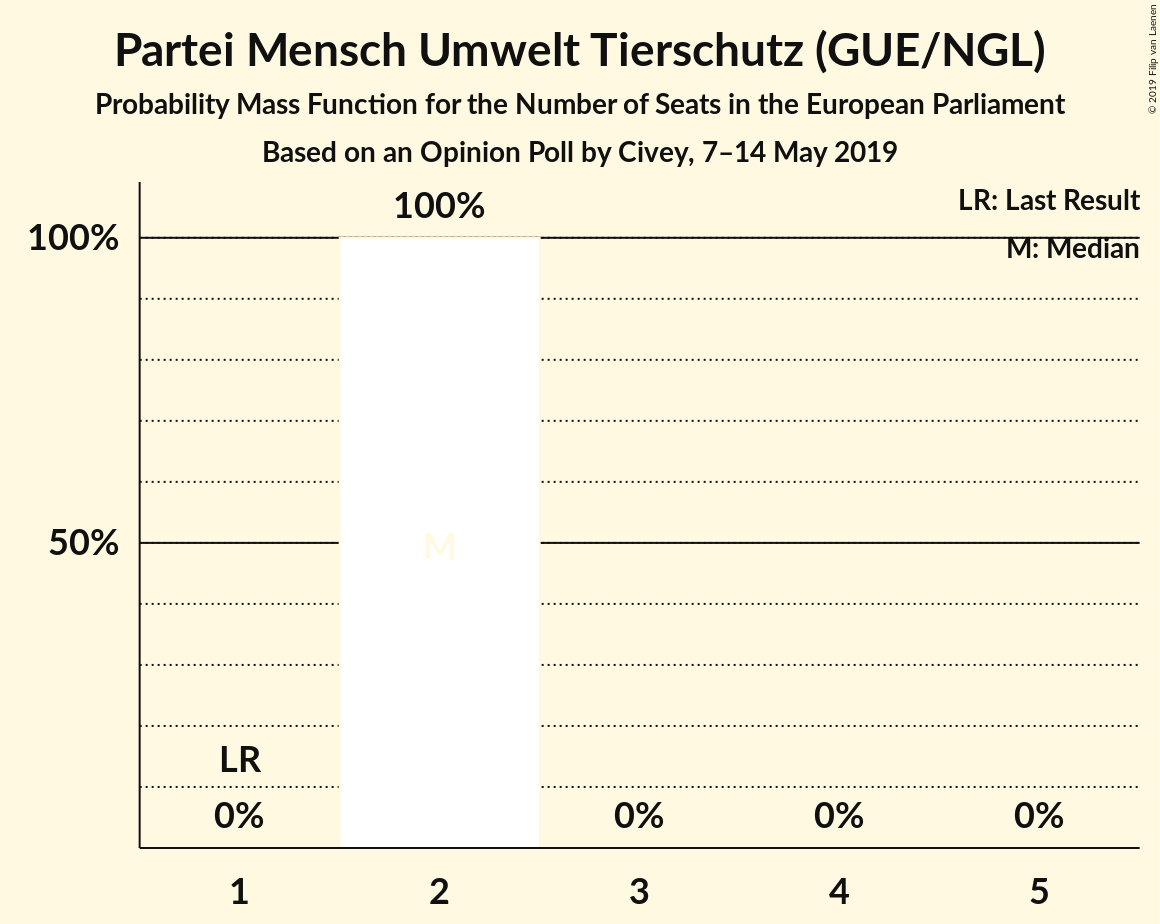 Partei Mensch Umwelt Tierschutz (GUE/NGL)
Probability Mass Function for the Number of Seats in the European Parliament
Based on an Opinion Poll by Civey, 7–14 May 2019
© 2019 Filip van Laenen
LR: Last Result
M: Median
100%
100%
50%
M
LR
0%
0%
0%
0%
1
2
3
4
5